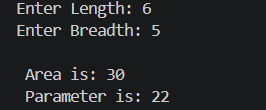 Enter Length: 6
Enter Breadth: 5
Area is: 30
Parameter is: 22